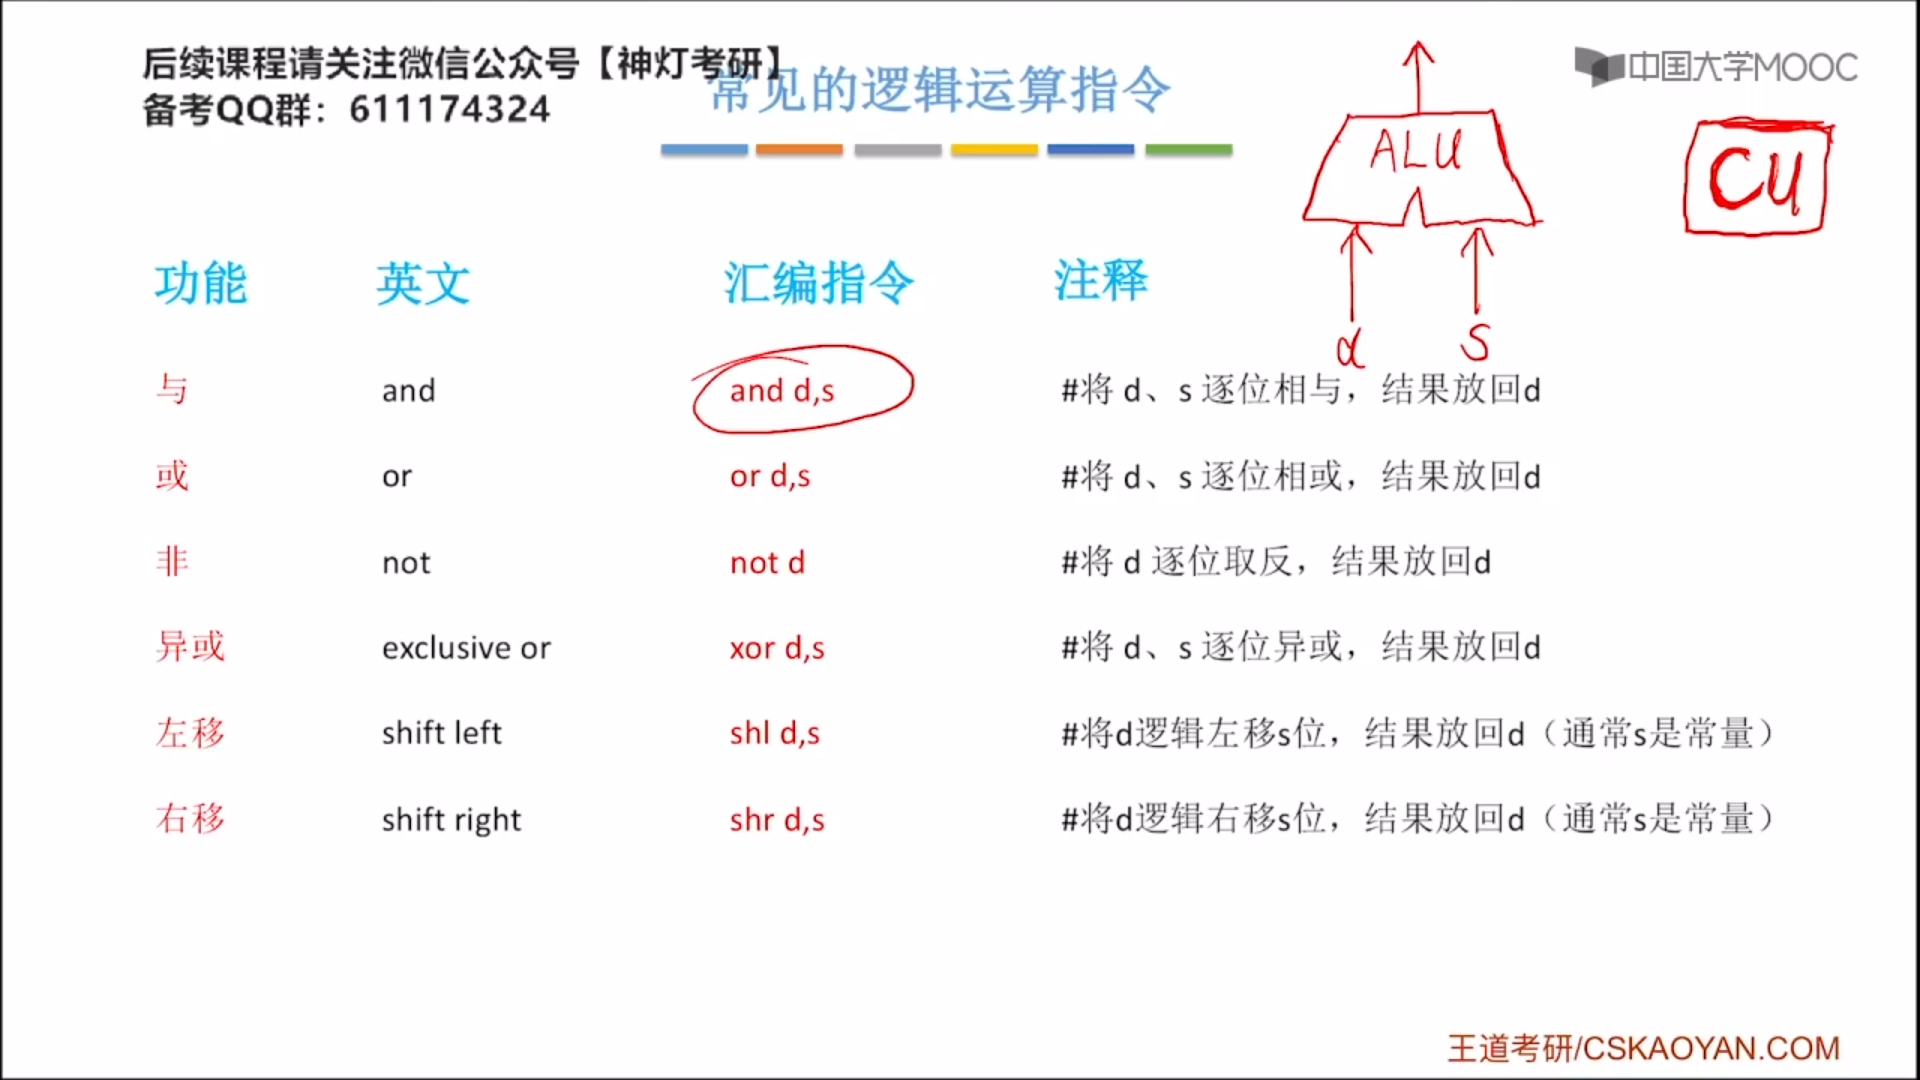 后续课程请关注微信公众号【神灯考研】
备考QQ群：611174324
常见的逻辑运算指令
中国大学MOOC
ALU
CU
d
S
功能 英文 汇编指令 注释
与 and and d,s #将 d、s 逐位相与，结果放回d
或 or or d,s #将 d、s 逐位相或，结果放回d
非 not not d #将 d 逐位取反，结果放回d
异或 exclusive or xor d,s #将 d、s 逐位异或，结果放回d
左移 shift left shl d,s #将d逻辑左移s位，结果放回d（通常s是常量）
右移 shift right shr d,s #将d逻辑右移s位，结果放回d（通常s是常量）
王道考研/CSKAOYAN.COM